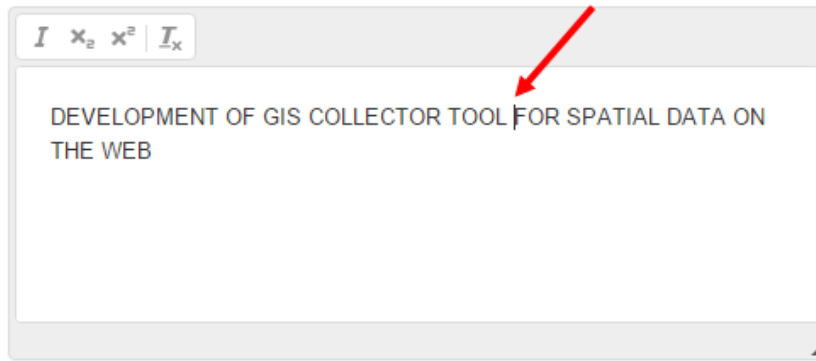 DEVELOPMENT OF GIS COLLECTOR TOOL FOR SPATIAL DATA ON
THE WEB